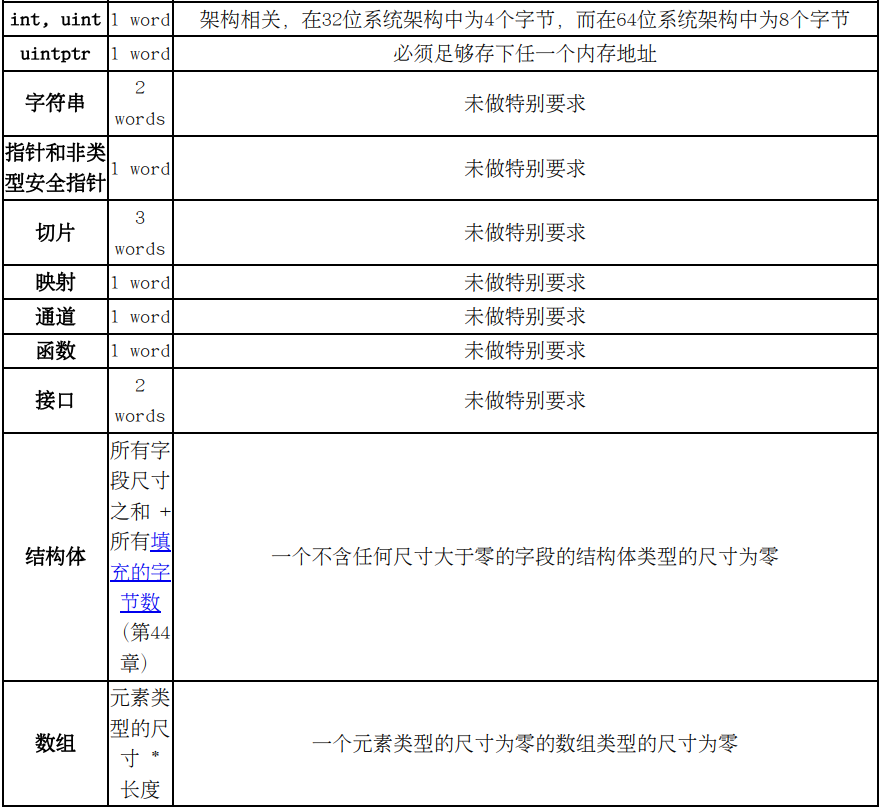 int, uint 1 word 架构相关，在32位系统架构中为4个字节，而在64位系统架构中为8个字节
uintptr 1 word 必须足够存下任一个内存地址
字符串 2 words 未做特别要求
指针和非类
型安全指针 1 word 未做特别要求
切片 3 words 未做特别要求
映射 1 word 未做特别要求
通道 1 word 未做特别要求
函数 1 word 未做特别要求
接口 2 words 未做特别要求
结构体
所有字
段尺寸
之和 +
所有填
充的字
节数
（第44
章）
一个不含任何尺寸大于零的字段的结构体类型的尺寸为零
数组
元素类
型的尺
寸 *
长度
一个元素类型的尺寸为零的数组类型的尺寸为零